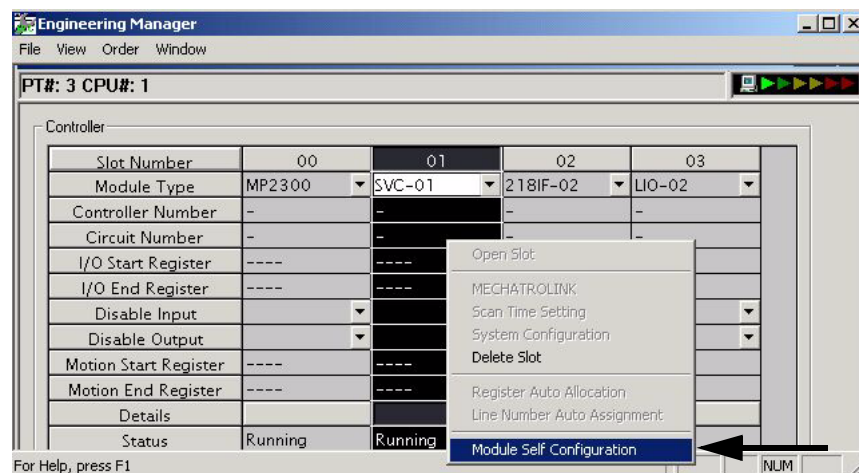 Engineering Manager
File View Order Window
PT#: 3 CPU#: 1
Controller
Slot Number 00 01 02 03
Module Type MP2300 SVC-01 218IF-02 LIO-02
Controller Number - - - -
Circuit Number - - - -
I/O Start Register ---- ----
I/O End Register ---- ----
Disable Input
Disable Output
Motion Start Register ---- ----
Motion End Register ---- ----
Details
Status Running Running
Open Slot
MECHATROLINK
Scan Time Setting
System Configuration
Delete Slot
Register Auto Allocation
Line Number Auto Assignment
Module Self Configuration
For Help, press F1 NUM